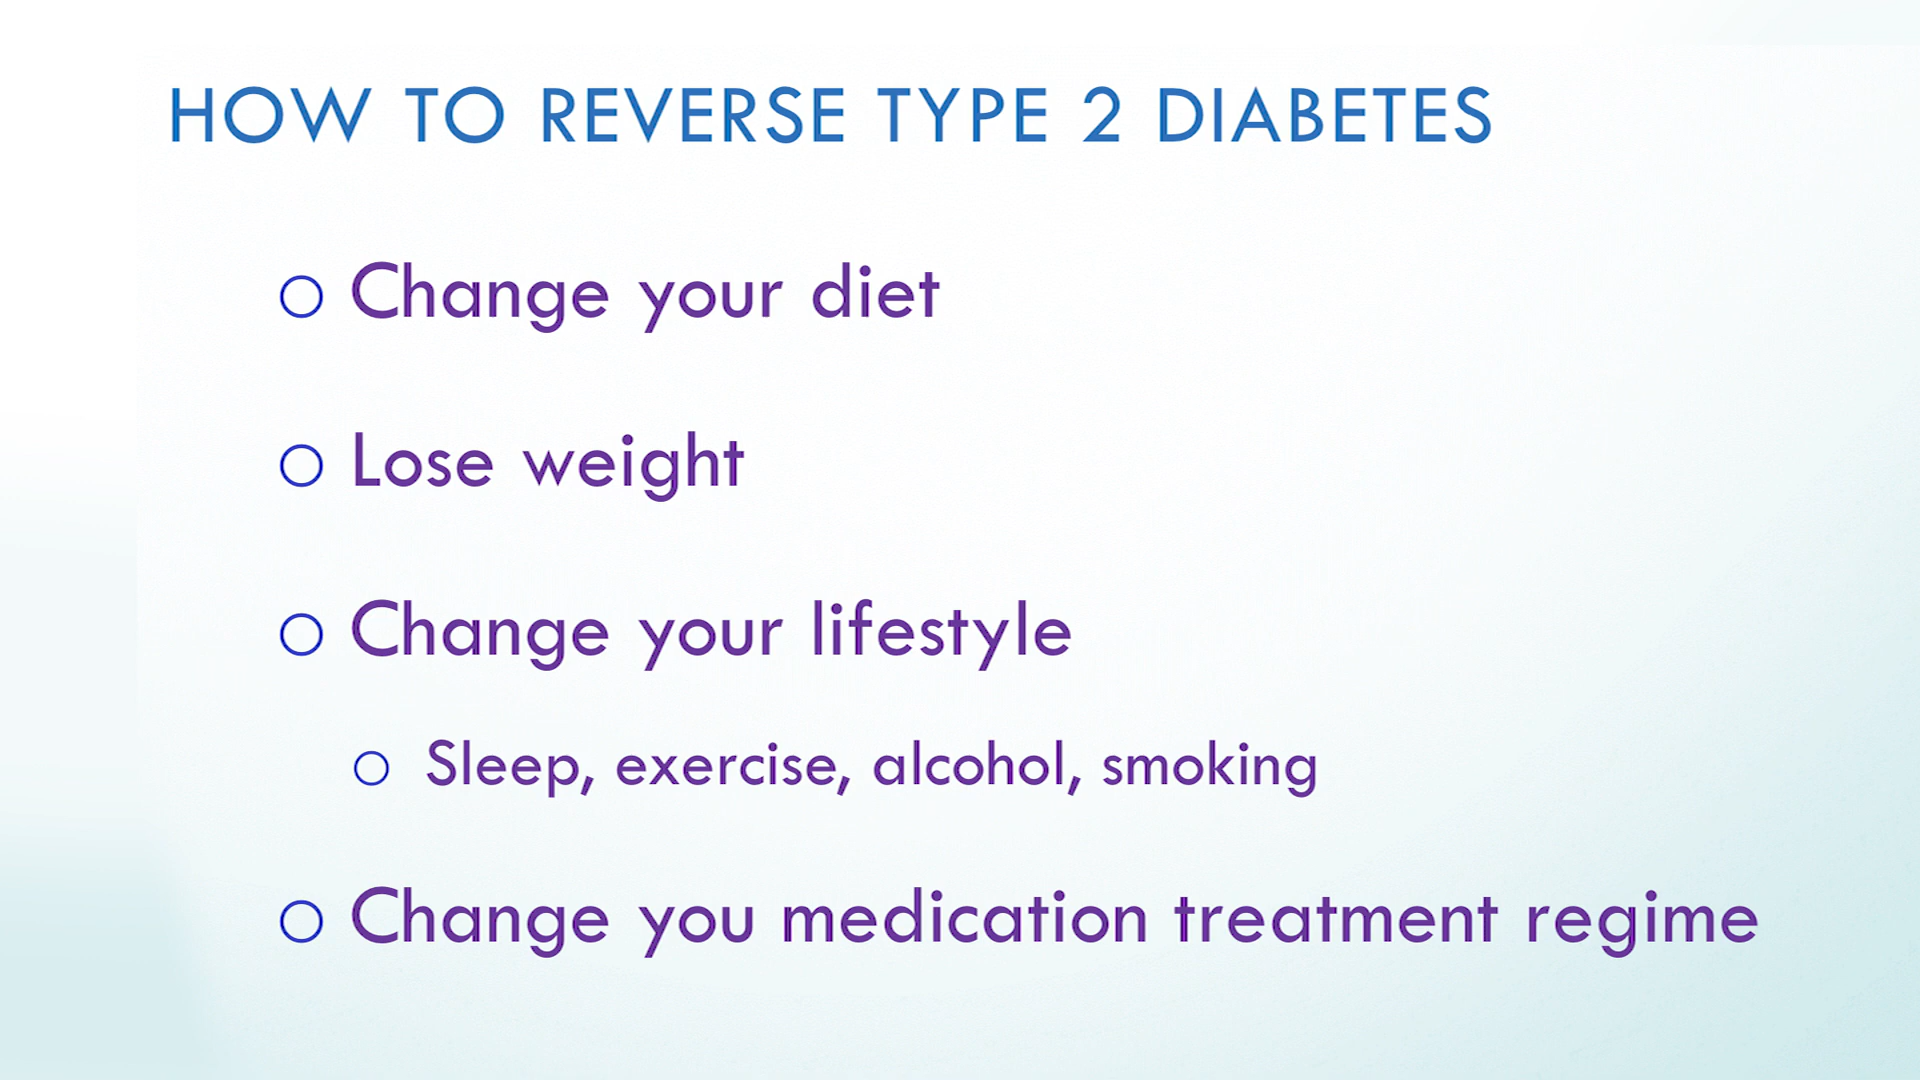 HOW TO REVERSE TYPE 2 DIABETES
Change your diet
Lose weight
Change your lifestyle
Sleep, exercise, alcohol, smoking
Change you medication treatment regime